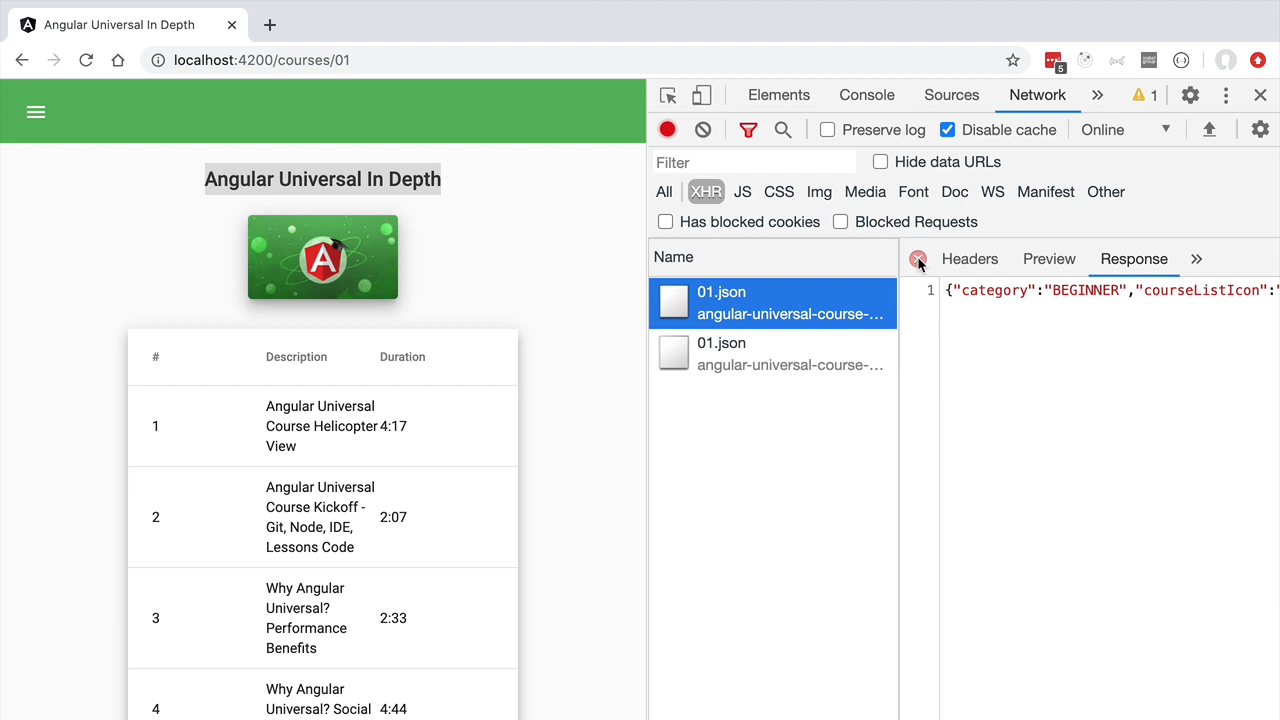 Angular Universal In Depth
localhost:4200/courses/01
5
Elements Console Sources Network 1
Preserve log Disable cache Online
Filter Hide data URLs
All XHR JS CSS Img Media Font Doc WS Manifest Other
Has blocked cookies Blocked Requests
Name
Headers Preview Response
01.json
angular-universal-course-...
01.json
angular-universal-course-...
1 {"category":"BEGINNER","courseListIcon":"
Angular Universal In Depth
A
# Description Duration
1 Angular Universal
Course Helicopter 4:17
View
2 Angular Universal
Course Kickoff -
Git, Node, IDE, 2:07
Lessons Code
3 Why Angular
Universal?
Performance 2:33
Benefits
4 Why Angular
Universal? Social 4:44